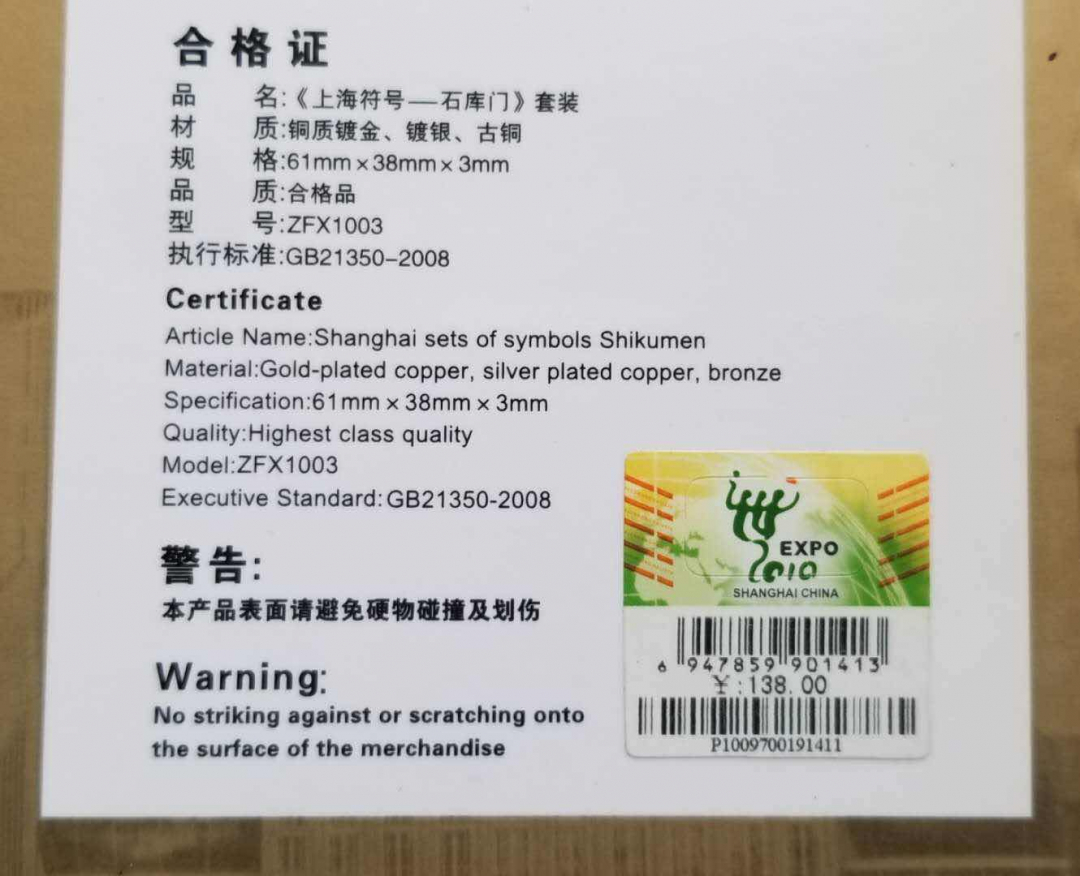 合格证
品 名:《上海符号—石库门》套装
材 质:铜质镀金、镀银、古铜
规 格:61mm×38mm×3mm
品 质:合格品
型 号:ZFX1003
执行标准:GB21350-2008
Certificate
Article Name:Shanghai sets of symbols Shikumen
Material:Gold-plated copper, silver plated copper, bronze
Specification:61mm×38mm×3mm
Quality:Highest class quality
Model:ZFX1003
Executive Standard:GB21350-2008
警告:
本产品表面请避免硬物碰撞及划伤
Warning:
No striking against or scratching onto
the surface of the merchandise
EXPO
2010
SHANGHAI CHINA
6 947859 901413
¥:138.00
P1009700191411